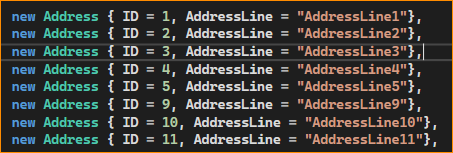 new Address { ID = 1, AddressLine = "AddressLine1"},
new Address { ID = 2, AddressLine = "AddressLine2"},
new Address { ID = 3, AddressLine = "AddressLine3"},
new Address { ID = 4, AddressLine = "AddressLine4"},
new Address { ID = 5, AddressLine = "AddressLine5"},
new Address { ID = 9, AddressLine = "AddressLine9"},
new Address { ID = 10, AddressLine = "AddressLine10"},
new Address { ID = 11, AddressLine = "AddressLine11"},